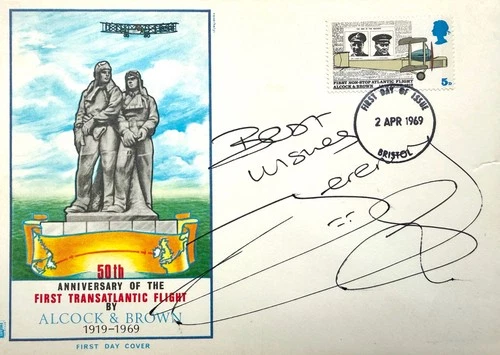 FIRST NON-STOP ATLANTIC FLIGHT
ALCOCK & BROWN
5D
FIRST DAY OF ISSUE
2 APR 1969
BRISTOL
Best
wishes
50th
ANNIVERSARY OF THE
FIRST TRANSATLANTIC FLIGHT
BY
ALCOCK & BROWN
1919-1969
FIRST DAY COVER